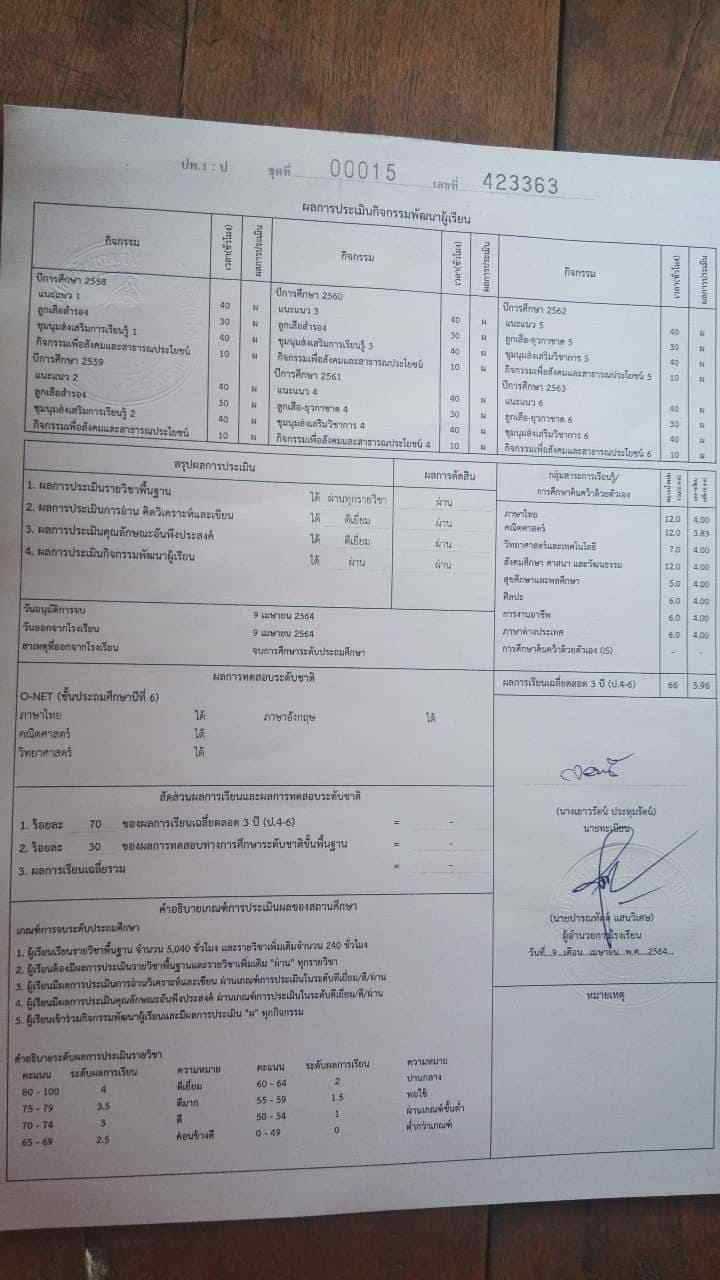 ปพ.1 : ป ชุดที่ 00015 เลขที่ 423363
ผลการประเมินกิจกรรมพัฒนาผู้เรียน
กิจกรรม เวลา(ชั่วโมง) ผลการประเมิน กิจกรรม เวลา(ชั่วโมง) ผลการประเมิน กิจกรรม เวลา(ชั่วโมง) ผลการประเมิน
ปีการศึกษา 2558
แนะแนว 1 40 ผ
ลูกเสือสำรอง 30 ผ
ชุมนุมส่งเสริมการเรียนรู้ 1 40 ผ
กิจกรรมเพื่อสังคมและสาธารณประโยชน์ 10 ผ
ปีการศึกษา 2559
แนะแนว 2 40 ผ
ลูกเสือสำรอง 30 ผ
ชุมนุมส่งเสริมการเรียนรู้ 2 40 ผ
กิจกรรมเพื่อสังคมและสาธารณประโยชน์ 10 ผ
ปีการศึกษา 2560
แนะแนว 3 40 ผ
ลูกเสือสำรอง 30 ผ
ชุมนุมส่งเสริมการเรียนรู้ 3 40 ผ
กิจกรรมเพื่อสังคมและสาธารณประโยชน์ 10 ผ
ปีการศึกษา 2561
แนะแนว 4 40 ผ
ลูกเสือ-ยุวกาชาด 4 30 ผ
ชุมนุมส่งเสริมวิชาการ 4 40 ผ
กิจกรรมเพื่อสังคมและสาธารณประโยชน์ 4 10 ผ
ปีการศึกษา 2562
แนะแนว 5 40 ผ
ลูกเสือ-ยุวกาชาด 5 30 ผ
ชุมนุมส่งเสริมวิชาการ 5 40 ผ
กิจกรรมเพื่อสังคมและสาธารณประโยชน์ 5 10 ผ
ปีการศึกษา 2563
แนะแนว 6 40 ผ
ลูกเสือ-ยุวกาชาด 6 30 ผ
ชุมนุมส่งเสริมวิชาการ 6 40 ผ
กิจกรรมเพื่อสังคมและสาธารณประโยชน์ 6 10 ผ
สรุปผลการประเมิน ผลการตัดสิน
1. ผลการประเมินรายวิชาพื้นฐาน ได้ ผ่านทุกรายวิชา ผ่าน
2. ผลการประเมินการอ่าน คิดวิเคราะห์และเขียน ได้ ดีเยี่ยม ผ่าน
3. ผลการประเมินคุณลักษณะอันพึงประสงค์ ได้ ดีเยี่ยม ผ่าน
4. ผลการประเมินกิจกรรมพัฒนาผู้เรียน ได้ ผ่าน ผ่าน
วันอนุมัติการจบ 9 เมษายน 2564
วันออกจากโรงเรียน 9 เมษายน 2564
สาเหตุที่ออกจากโรงเรียน จบการศึกษาระดับประถมศึกษา
กลุ่มสาระการเรียนรู้/
การศึกษาค้นคว้าด้วยตัวเอง
ภาษาไทย 12.0 4.00
คณิตศาสตร์ 12.0 3.83
วิทยาศาสตร์และเทคโนโลยี 7.0 4.00
สังคมศึกษา ศาสนา และวัฒนธรรม 12.0 4.00
สุขศึกษาและพลศึกษา 5.0 4.00
ศิลปะ 6.0 4.00
การงานอาชีพ 6.0 4.00
ภาษาต่างประเทศ 6.0 4.00
การศึกษาค้นคว้าด้วยตัวเอง (IS) - -
ผลการเรียนเฉลี่ยตลอด 3 ปี (ป.4-6) 66 3.96
ผลการทดสอบระดับชาติ
O-NET (ชั้นประถมศึกษาปีที่ 6)
ภาษาไทย ได้ ภาษาอังกฤษ ได้
คณิตศาสตร์ ได้
วิทยาศาสตร์ ได้
สัดส่วนผลการเรียนและผลการทดสอบระดับชาติ
1. ร้อยละ 70 ของผลการเรียนเฉลี่ยตลอด 3 ปี (ป.4-6) = -
2. ร้อยละ 30 ของผลการทดสอบทางการศึกษาระดับชาติขั้นพื้นฐาน = -
3. ผลการเรียนเฉลี่ยรวม = -
(นางเยาวรัตน์ ประทุมรัตน์)
นายทะเบียน
ผู้อำนวยการโรงเรียน
วันที่ 9 เดือน เมษายน พ.ศ. 2564
หมายเหตุ
คำอธิบายเกณฑ์การประเมินผลของสถานศึกษา
เกณฑ์การจบระดับประถมศึกษา
1. ผู้เรียนเรียนรายวิชาพื้นฐาน จำนวน 5,040 ชั่วโมง และรายวิชาเพิ่มเติมจำนวน 240 ชั่วโมง
2. ผู้เรียนต้องมีผลการประเมินรายวิชาพื้นฐานและรายวิชาเพิ่มเติม "ผ่าน" ทุกรายวิชา
3. ผู้เรียนมีผลการประเมินการอ่านวิเคราะห์และเขียน ผ่านเกณฑ์การประเมินในระดับดีเยี่ยม/ดี/ผ่าน
4. ผู้เรียนมีผลการประเมินคุณลักษณะอันพึงประสงค์ ผ่านเกณฑ์การประเมินในระดับดีเยี่ยม/ดี/ผ่าน
5. ผู้เรียนเข้าร่วมกิจกรรมพัฒนาผู้เรียนและมีผลการประเมิน "ผ" ทุกกิจกรรม
คำอธิบายระดับผลการประเมินรายวิชา
คะแนน ระดับผลการเรียน ความหมาย คะแนน ระดับผลการเรียน ความหมาย
80 - 100 4 ดีเยี่ยม 60 - 64 2 ปานกลาง
75 - 79 3.5 ดีมาก 55 - 59 1.5 พอใช้
70 - 74 3 ดี 50 - 54 1 ผ่านเกณฑ์ขั้นต่ำ
65 - 69 2.5 ค่อนข้างดี 0 - 49 0 ต่ำกว่าเกณฑ์